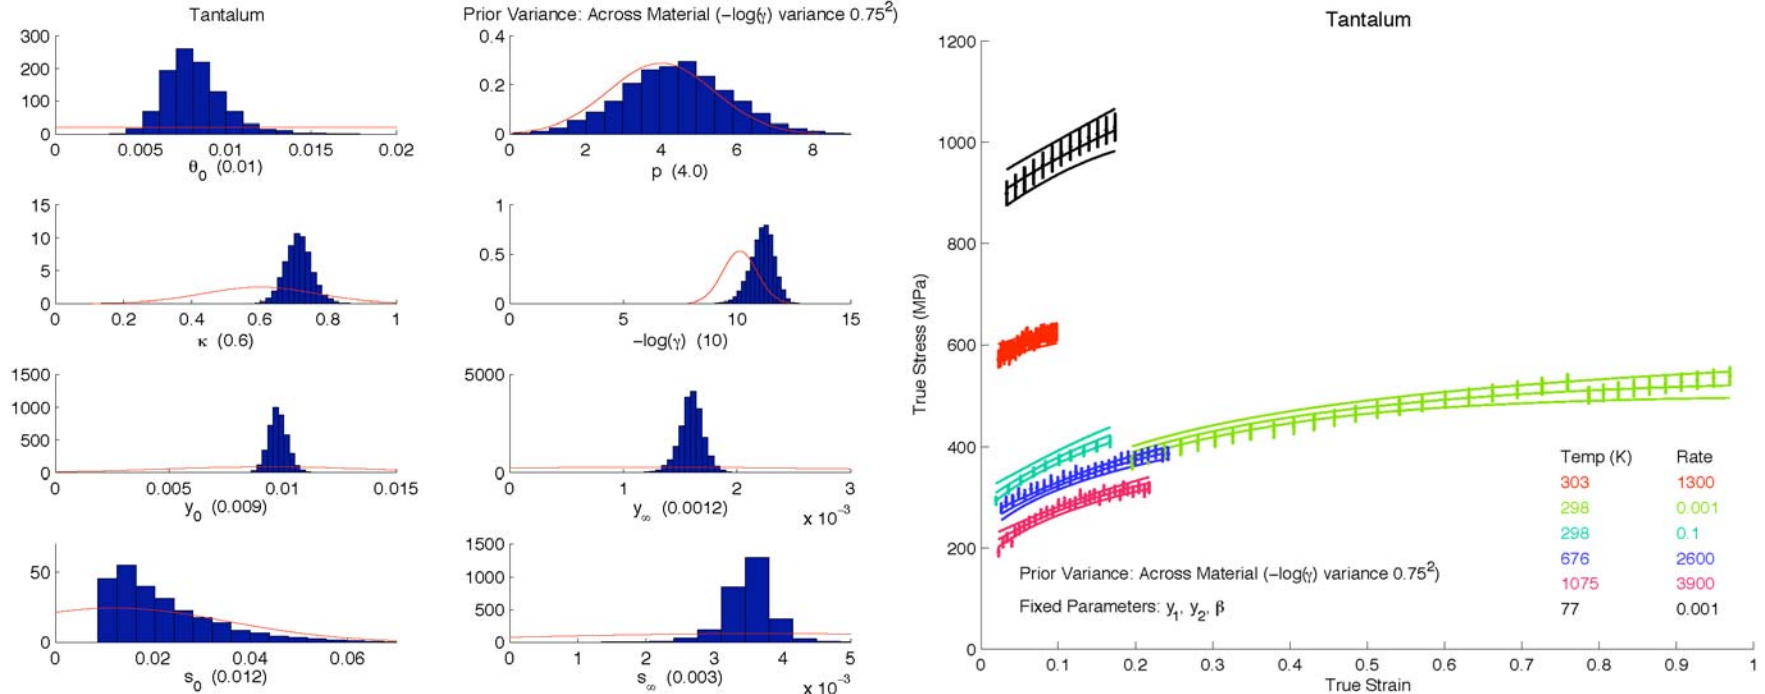 Tantalum
Prior Variance: Across Material (−log(γ) variance 0.75²)
300
200
100
0
0 0.005 0.01 0.015 0.02
θ₀ (0.01)
0.4
0.2
0
0 2 4 6 8
p (4.0)
15
10
5
0
0 0.2 0.4 0.6 0.8 1
κ (0.6)
1
0.5
0
0 5 10 15
−log(γ) (10)
1500
1000
500
0
0 0.005 0.01 0.015
y₀ (0.009)
5000
0
0 1 2 3
y∞ (0.0012)
x 10⁻³
50
0
0 0.02 0.04 0.06
s₀ (0.012)
1500
1000
500
0
0 1 2 3 4 5
s∞ (0.003)
x 10⁻³
Tantalum
1200
1000
800
600
400
200
0
True Stress (MPa)
0 0.1 0.2 0.3 0.4 0.5 0.6 0.7 0.8 0.9 1
True Strain
Temp (K) Rate
303 1300
298 0.001
298 0.1
676 2600
1075 3900
77 0.001
Prior Variance: Across Material (−log(γ) variance 0.75²)
Fixed Parameters: y₁, y₂, β